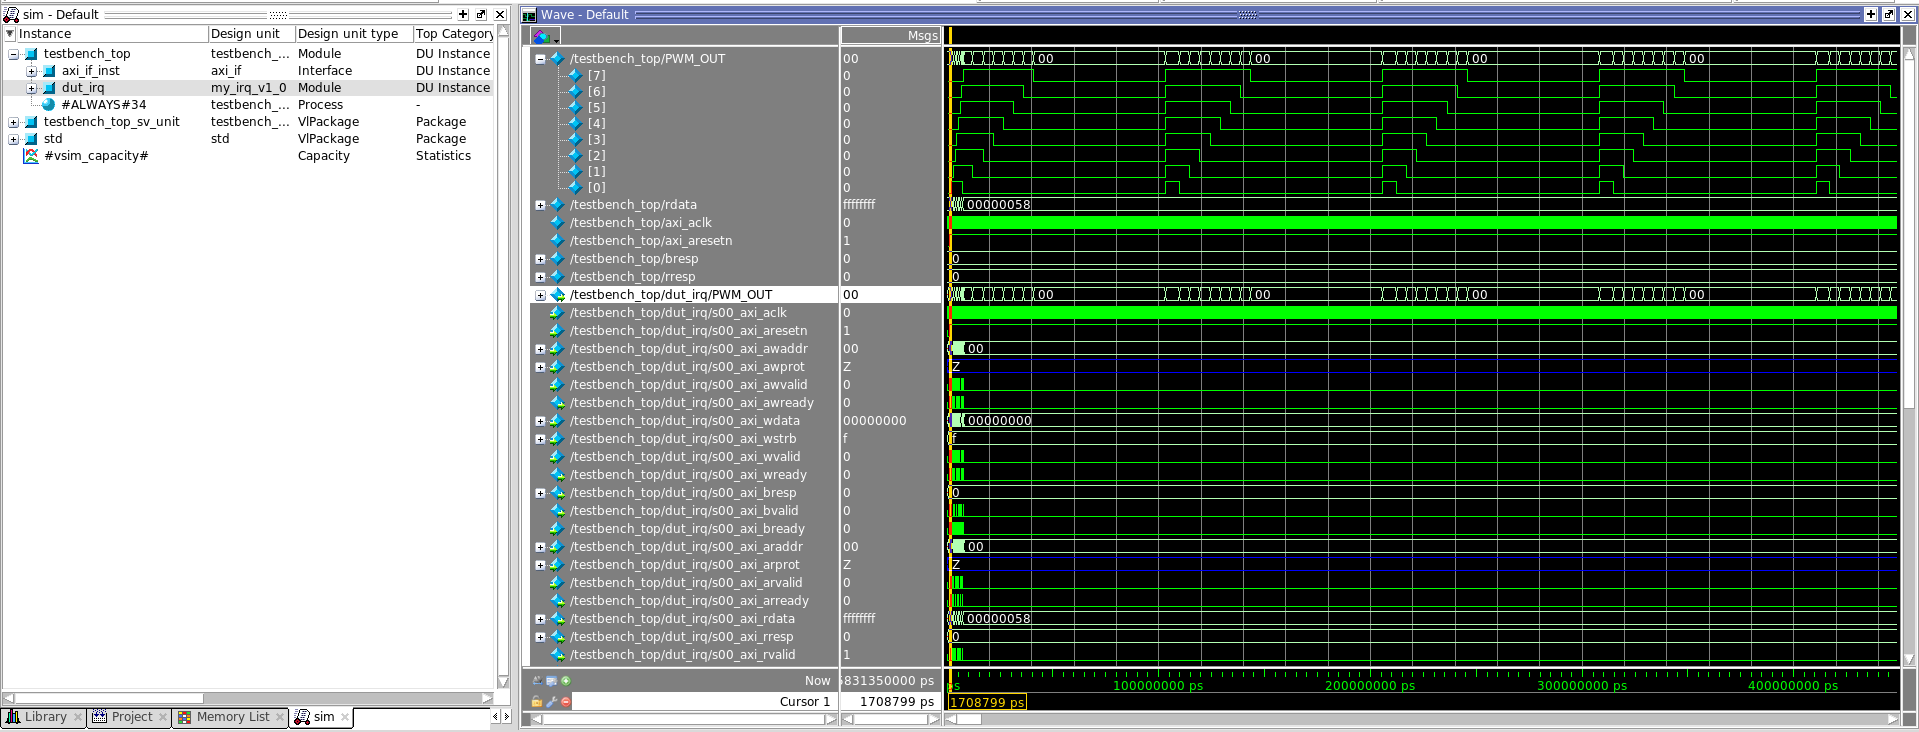 sim - Default
Instance Design unit Design unit type Top Category
testbench_top testbench_... Module DU Instance
axi_if_inst axi_if Interface DU Instance
dut_irq my_irq_v1_0 Module DU Instance
#ALWAYS#34 testbench_... Process -
testbench_top_sv_unit testbench_... VlPackage Package
std std VlPackage Package
#vsim_capacity# Capacity Statistics
Library Project Memory List sim
Wave - Default
Msgs
/testbench_top/PWM_OUT 00 00 00 00 00
[7] 0
[6] 0
[5] 0
[4] 0
[3] 0
[2] 0
[1] 0
[0] 0
/testbench_top/rdata ffffffff 00000058
/testbench_top/axi_aclk 0
/testbench_top/axi_aresetn 1
/testbench_top/bresp 0 0
/testbench_top/rresp 0 0
/testbench_top/dut_irq/PWM_OUT 00 00 00 00 00
/testbench_top/dut_irq/s00_axi_aclk 0
/testbench_top/dut_irq/s00_axi_aresetn 1
/testbench_top/dut_irq/s00_axi_awaddr 00 00
/testbench_top/dut_irq/s00_axi_awprot Z Z
/testbench_top/dut_irq/s00_axi_awvalid 0
/testbench_top/dut_irq/s00_axi_awready 0
/testbench_top/dut_irq/s00_axi_wdata 00000000 00000000
/testbench_top/dut_irq/s00_axi_wstrb f f
/testbench_top/dut_irq/s00_axi_wvalid 0
/testbench_top/dut_irq/s00_axi_wready 0
/testbench_top/dut_irq/s00_axi_bresp 0 0
/testbench_top/dut_irq/s00_axi_bvalid 0
/testbench_top/dut_irq/s00_axi_bready 0
/testbench_top/dut_irq/s00_axi_araddr 00 00
/testbench_top/dut_irq/s00_axi_arprot Z Z
/testbench_top/dut_irq/s00_axi_arvalid 0
/testbench_top/dut_irq/s00_axi_arready 0
/testbench_top/dut_irq/s00_axi_rdata ffffffff 00000058
/testbench_top/dut_irq/s00_axi_rresp 0 0
/testbench_top/dut_irq/s00_axi_rvalid 1
Now 5831350000 ps ps 100000000 ps 200000000 ps 300000000 ps 400000000 ps
Cursor 1 1708799 ps 1708799 ps